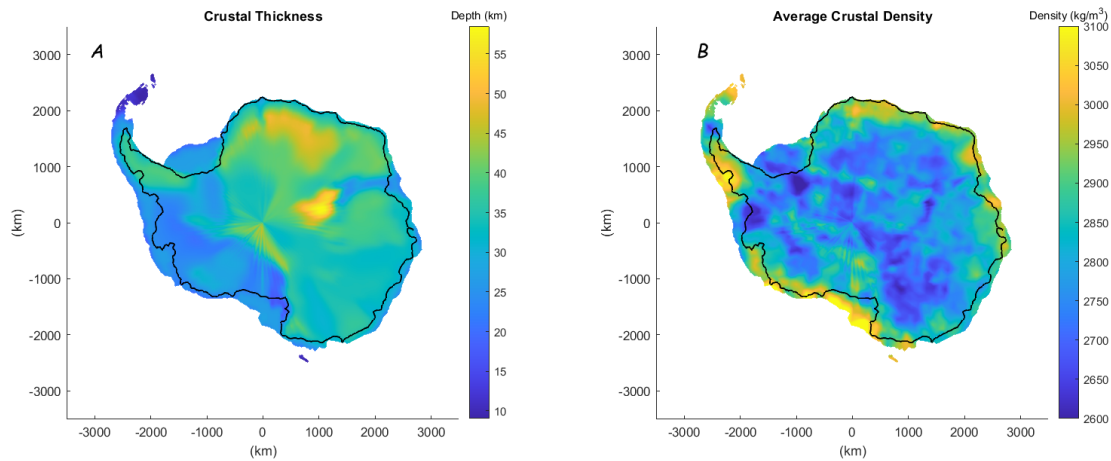 Crustal Thickness
Depth (km)
A
3000
2000
1000
0
-1000
-2000
-3000
(km)
-3000 -2000 -1000 0 1000 2000 3000
(km)
55
50
45
40
35
30
25
20
15
10
Average Crustal Density
Density (kg/m³)
B
3000
2000
1000
0
-1000
-2000
-3000
(km)
-3000 -2000 -1000 0 1000 2000 3000
(km)
3100
3050
3000
2950
2900
2850
2800
2750
2700
2650
2600